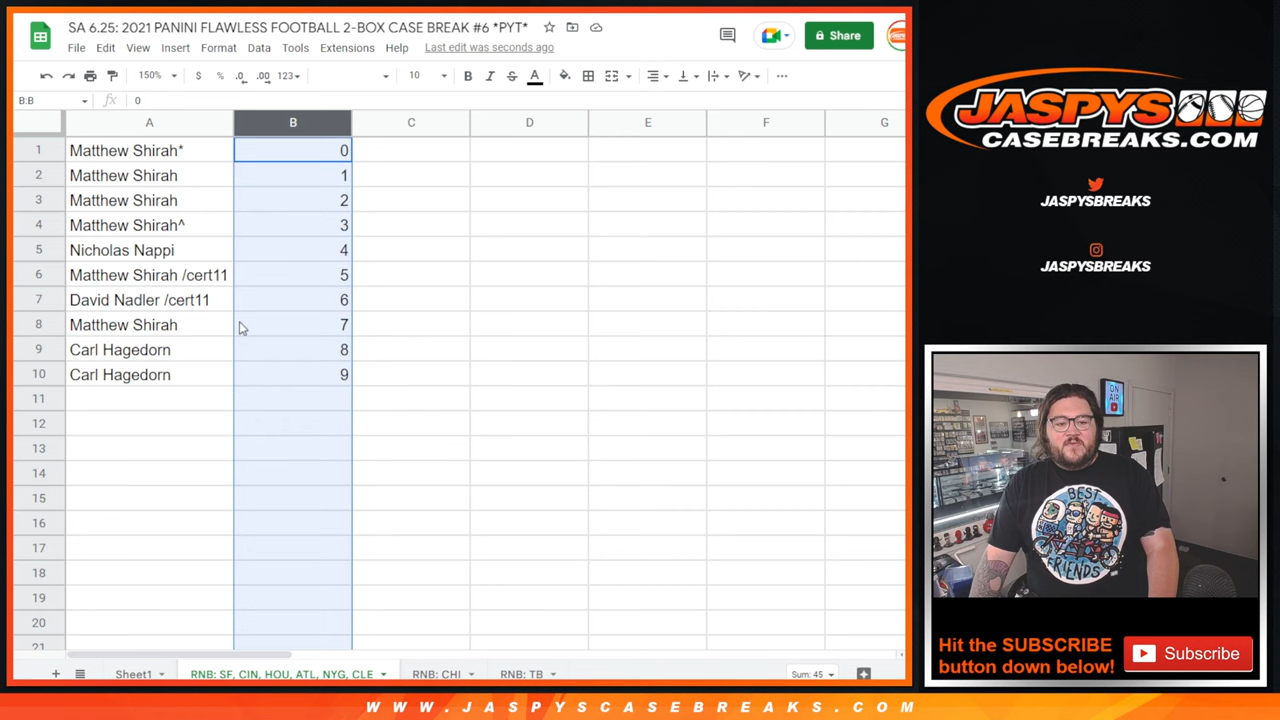 SA 6.25: 2021 PANINI FLAWLESS FOOTBALL 2-BOX CASE BREAK #6 *PYT*
File Edit View Insert Format Data Tools Extensions Help Last edit was seconds ago
Share
150% $ % .0 .00 123 10 B I S A
B:B fx 0
A B C D E F G
1 Matthew Shirah* 0
2 Matthew Shirah 1
3 Matthew Shirah 2
4 Matthew Shirah^ 3
5 Nicholas Nappi 4
6 Matthew Shirah /cert11 5
7 David Nadler /cert11 6
8 Matthew Shirah 7
9 Carl Hagedorn 8
10 Carl Hagedorn 9
11
12
13
14
15
16
17
18
19
20
21
Sheet1 RNB: SF, CIN, HOU, ATL, NYG, CLE RNB: CHI RNB: TB Sum: 45
JASPYS
CASEBREAKS.COM
JASPYSBREAKS
JASPYSBREAKS
ON AIR
BEST
FRIENDS
Hit the SUBSCRIBE
button down below!
Subscribe
WWW.JASPYSCASEBREAKS.COM